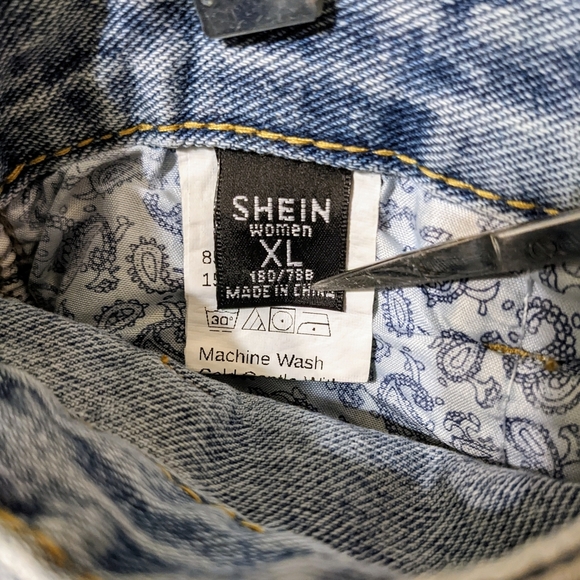 SHEIN
women
XL
180/78B
MADE IN CHINA
30°
Machine Wash